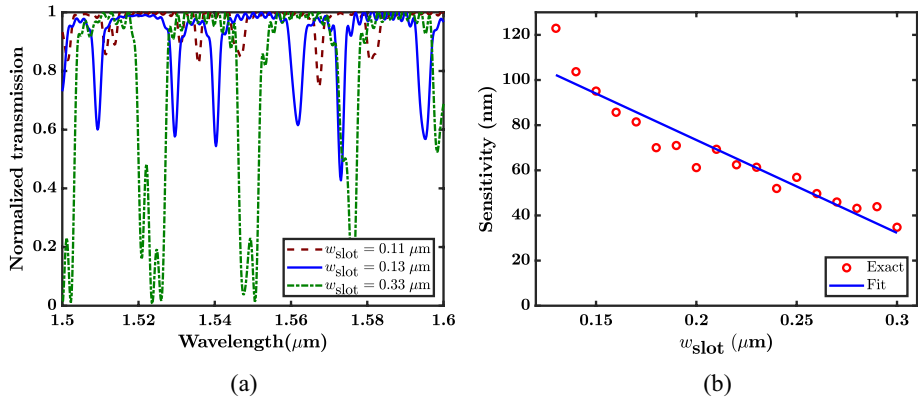 Normalized transmission
1
0.8
0.6
0.4
0.2
0
1.5
1.52
1.54
1.56
1.58
1.6
Wavelength(μm)
w_slot = 0.11 μm
w_slot = 0.13 μm
w_slot = 0.33 μm
(a)
Sensitivity (nm)
120
100
80
60
40
20
0
0.15
0.2
0.25
0.3
w_slot (μm)
Exact
Fit
(b)